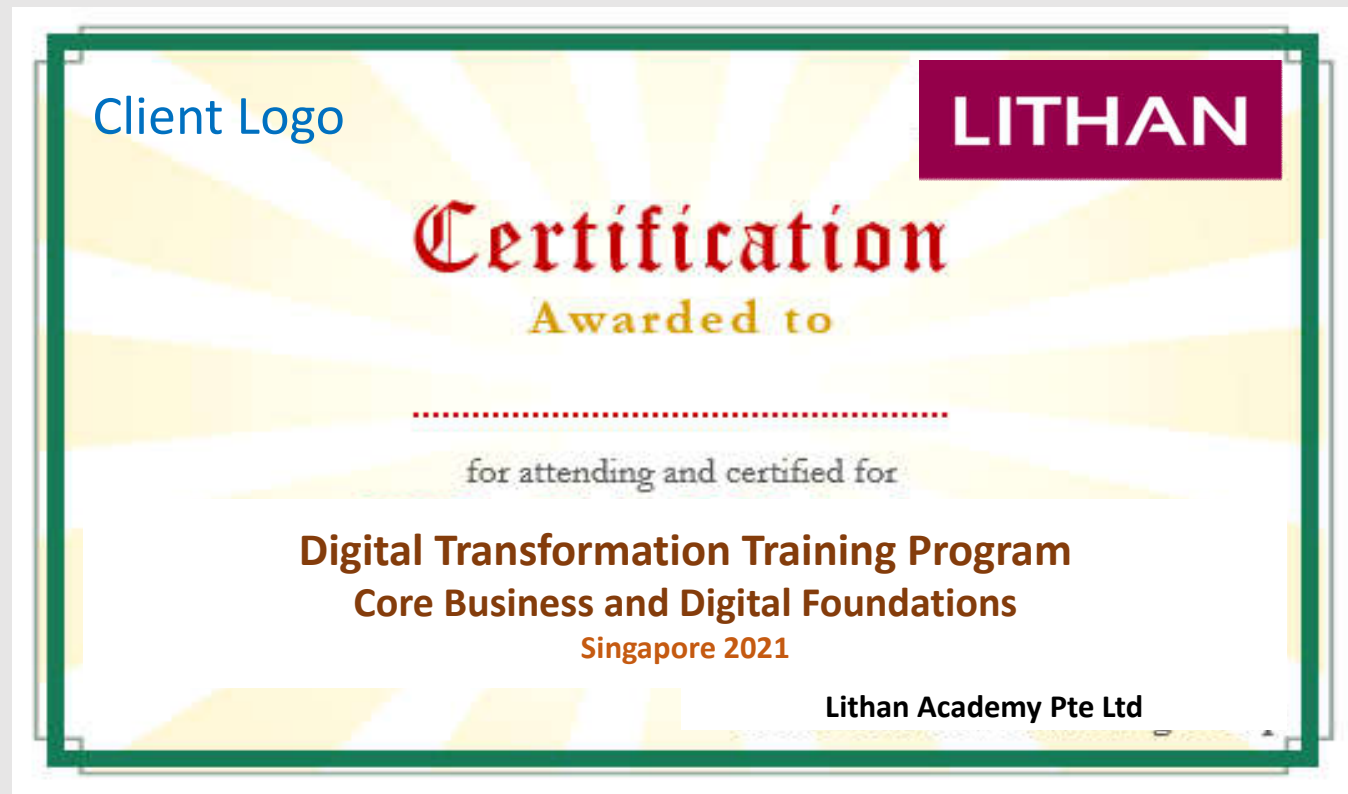 Client Logo
LITHAN
Certification
Awarded to
for attending and certified for
Digital Transformation Training Program
Core Business and Digital Foundations
Singapore 2021
Lithan Academy Pte Ltd